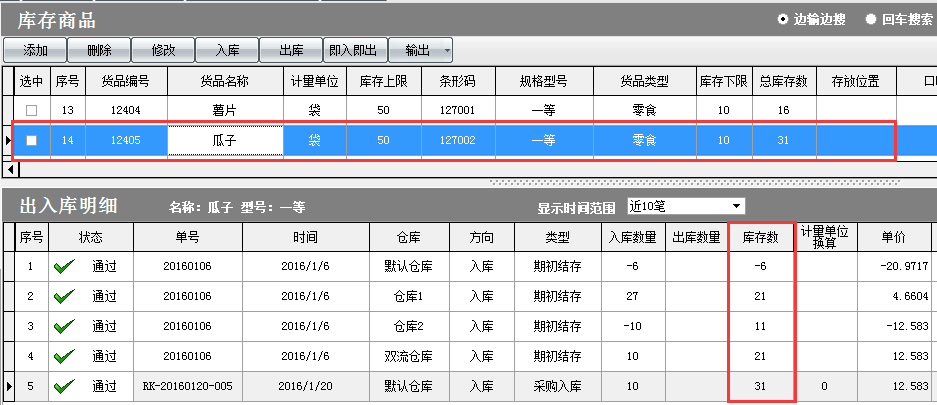 库存商品 边输边搜 回车搜索
添加 删除 修改 入库 出库 即入即出 输出
选中 序号 货品编号 货品名称 计量单位 库存上限 条形码 规格型号 货品类型 库存下限 总库存数 存放位置
13 12404 薯片 袋 50 127001 一等 零食 10 16
14 12405 瓜子 袋 50 127002 一等 零食 10 31
出入库明细 名称：瓜子 型号：一等 显示时间范围 近10笔
序号 状态 单号 时间 仓库 方向 类型 入库数量 出库数量 库存数 计量单位换算 单价
1 通过 20160106 2016/1/6 默认仓库 入库 期初结存 -6 -6 -20.9717
2 通过 20160106 2016/1/6 仓库1 入库 期初结存 27 21 4.6604
3 通过 20160106 2016/1/6 仓库2 入库 期初结存 -10 11 -12.583
4 通过 20160106 2016/1/6 双流仓库 入库 期初结存 10 21 12.583
5 通过 RK-20160120-005 2016/1/20 默认仓库 入库 采购入库 10 31 0 12.583